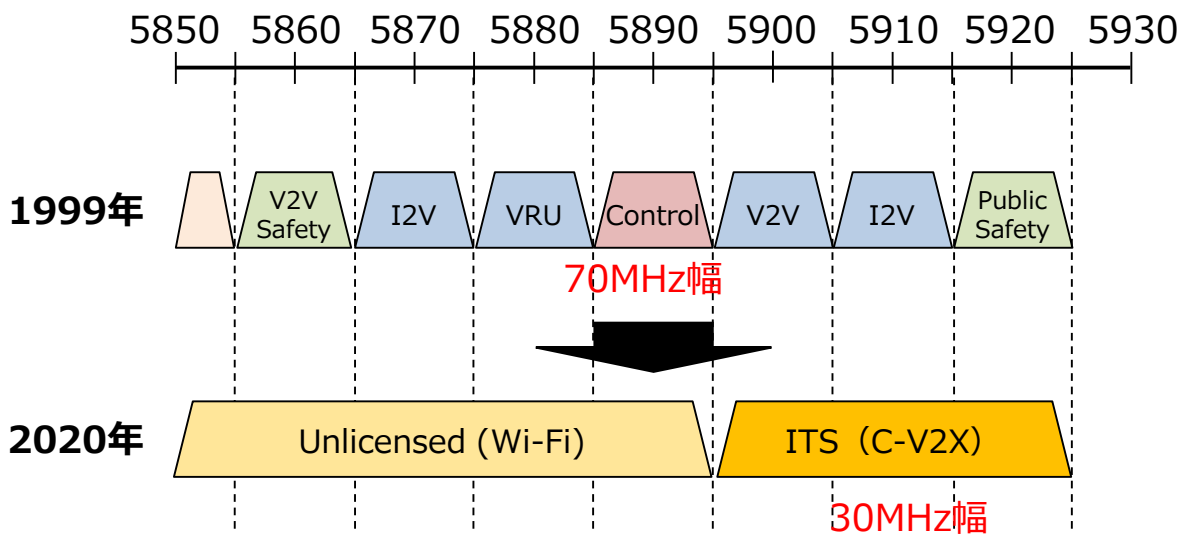 5850 5860 5870 5880 5890 5900 5910 5920 5930
1999年
V2V
Safety
I2V
VRU
Control
V2V
I2V
Public
Safety
70MHz幅
2020年
Unlicensed (Wi-Fi)
ITS（C-V2X）
30MHz幅